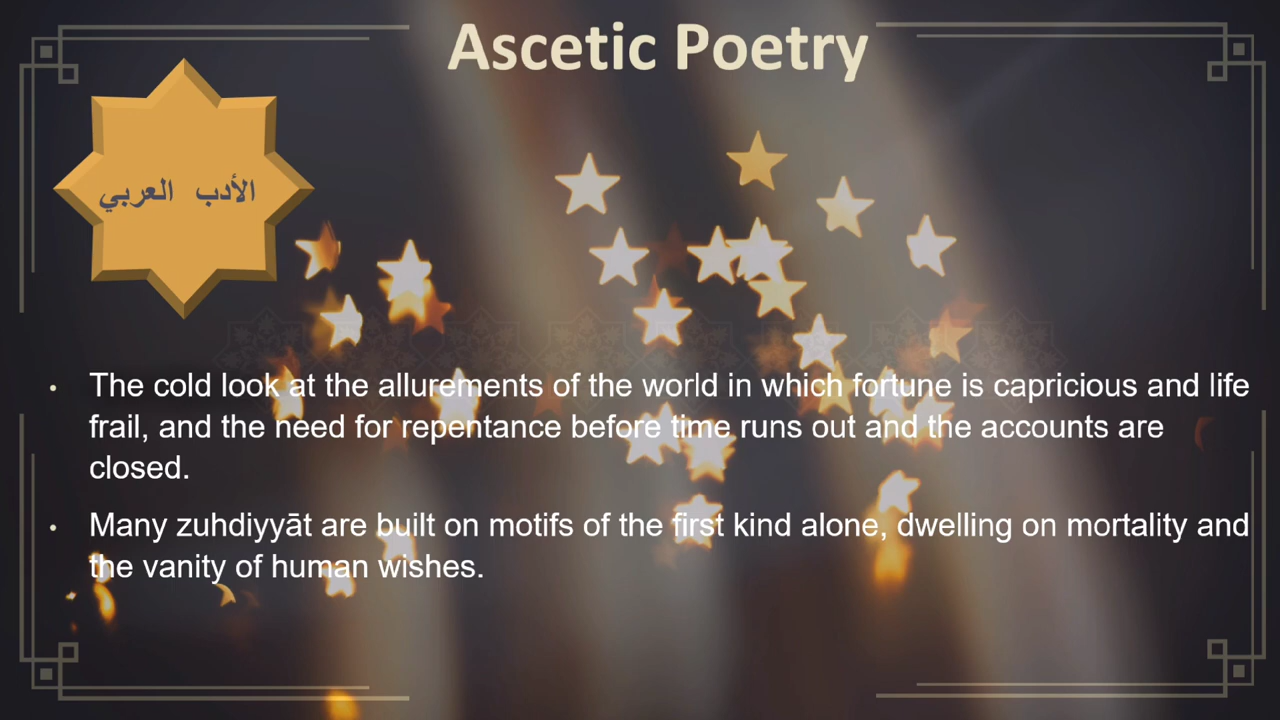 Ascetic Poetry
الأدب العربي
• The cold look at the allurements of the world in which fortune is capricious and life
frail, and the need for repentance before time runs out and the accounts are
closed.
• Many zuhdiyyāt are built on motifs of the first kind alone, dwelling on mortality and
the vanity of human wishes.